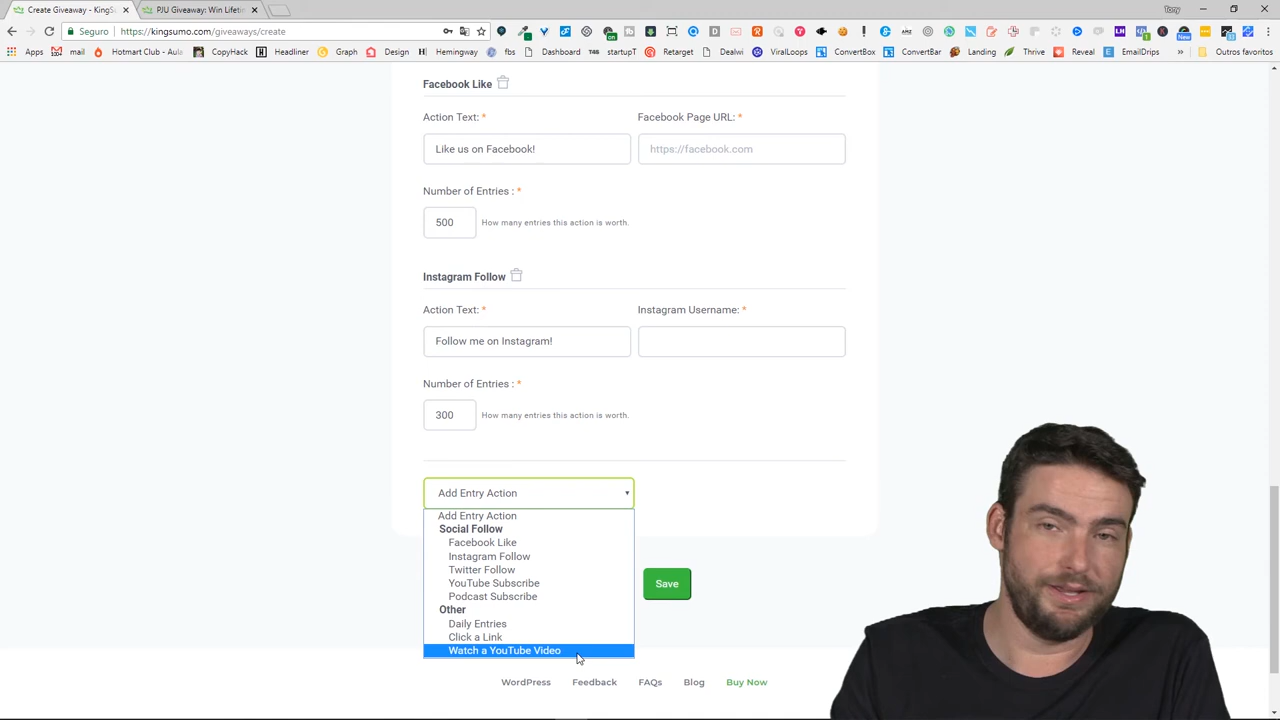 Create Giveaway - KingSu
PJU Giveaway: Win Lifetim
Tony
Seguro
https://kingsumo.com/giveaways/create
Apps
mail
Hotmart Club - Aula
CopyHack
Headliner
Graph
Design
Hemingway
fbs
Dashboard
startupT
Retarget
Dealwi
ViralLoops
ConvertBox
ConvertBar
Landing
Thrive
Reveal
EmailDrips
»
Outros favoritos
Facebook Like
Action Text: *
Facebook Page URL: *
Like us on Facebook!
https://facebook.com
Number of Entries : *
500
How many entries this action is worth.
Instagram Follow
Action Text: *
Instagram Username: *
Follow me on Instagram!
Number of Entries : *
300
How many entries this action is worth.
Add Entry Action
Add Entry Action
Social Follow
Facebook Like
Instagram Follow
Twitter Follow
YouTube Subscribe
Podcast Subscribe
Other
Daily Entries
Click a Link
Watch a YouTube Video
Save
WordPress
Feedback
FAQs
Blog
Buy Now